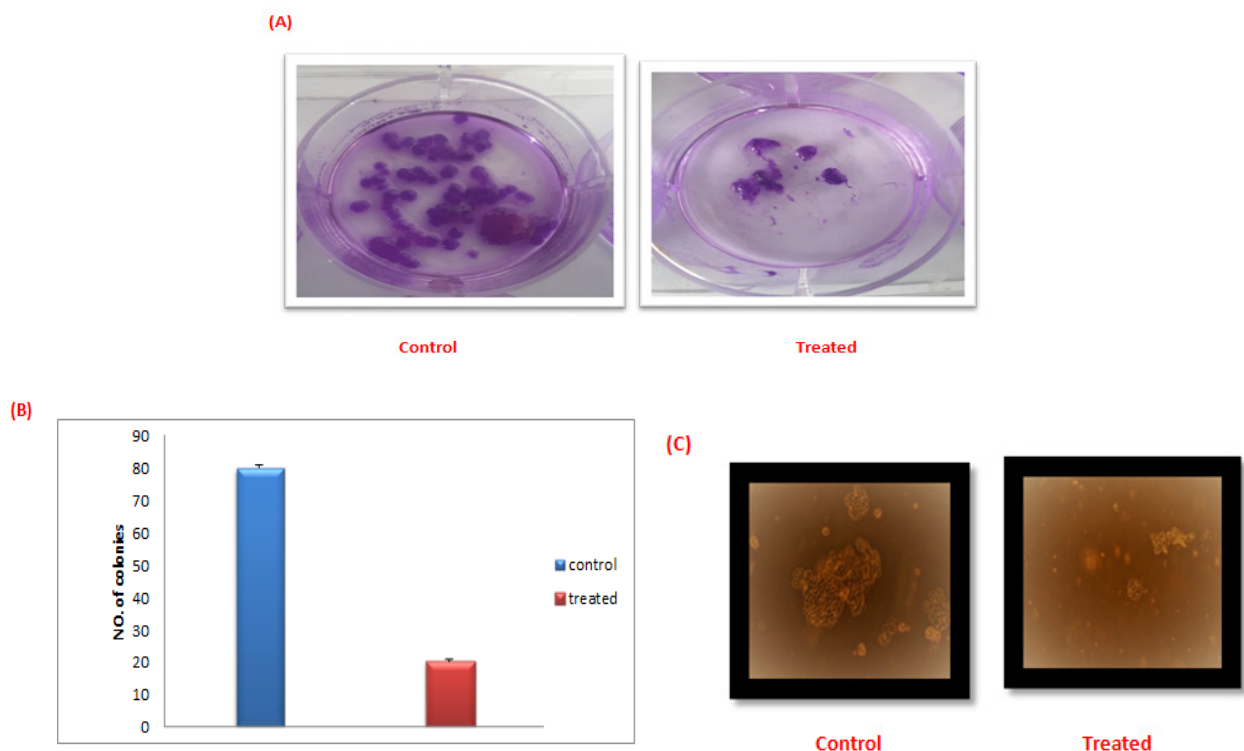 (A)
Control
Treated
(B)
90
80
70
60
50
40
30
20
10
0
NO. of colonies
control
treated
(C)
Control
Treated